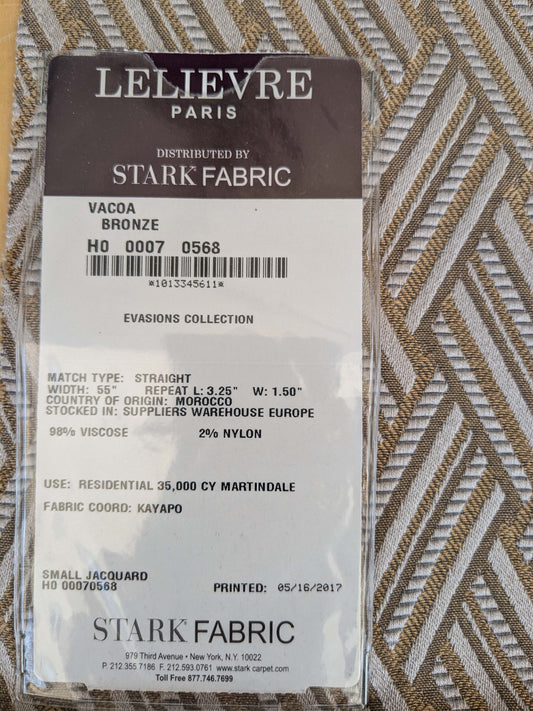 LELIEVRE
PARIS
DISTRIBUTED BY
STARK FABRIC
VACOA
BRONZE
H0 0007 0568
*1013345611*
EVASIONS COLLECTION
MATCH TYPE: STRAIGHT
WIDTH: 55" REPEAT L: 3.25" W: 1.50"
COUNTRY OF ORIGIN: MOROCCO
STOCKED IN: SUPPLIERS WAREHOUSE EUROPE
98% VISCOSE 2% NYLON
USE: RESIDENTIAL 35,000 CY MARTINDALE
FABRIC COORD: KAYAPO
SMALL JACQUARD
H0 00070568 PRINTED: 05/16/2017
STARK FABRIC
979 Third Avenue • New York, N.Y. 10022
P. 212.355 7186 F. 212.593.0761 www.stark carpet.com
Toll Free 877.746.7699